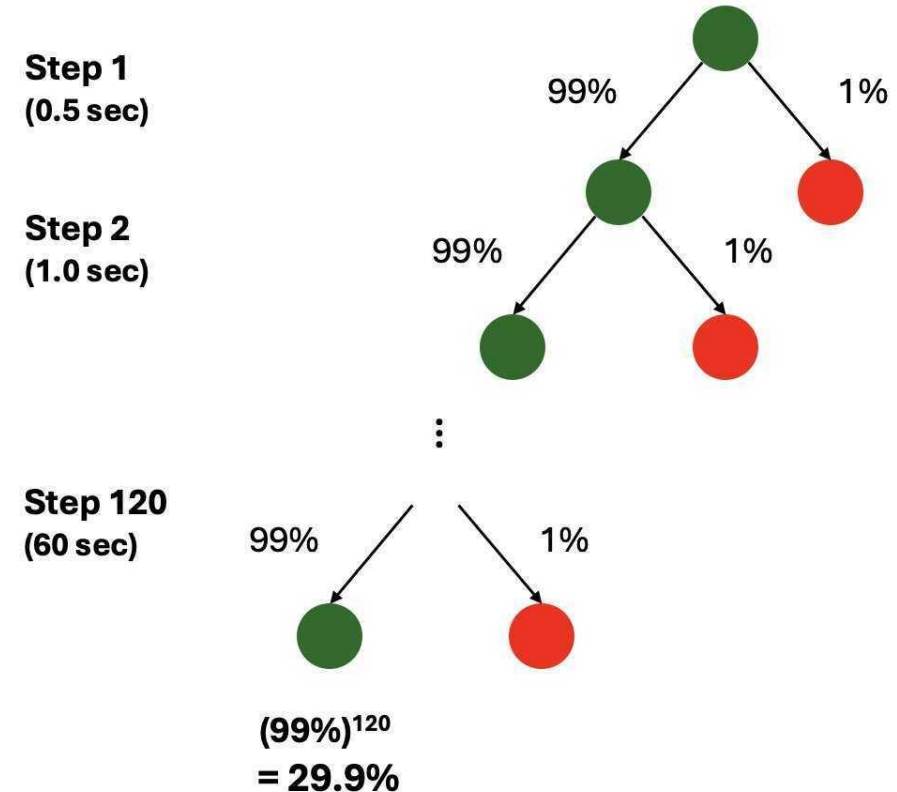 Step 1
(0.5 sec)
99%
1%
Step 2
(1.0 sec)
99%
1%
⋮
Step 120
(60 sec)
99%
1%
(99%)¹²⁰
= 29.9%